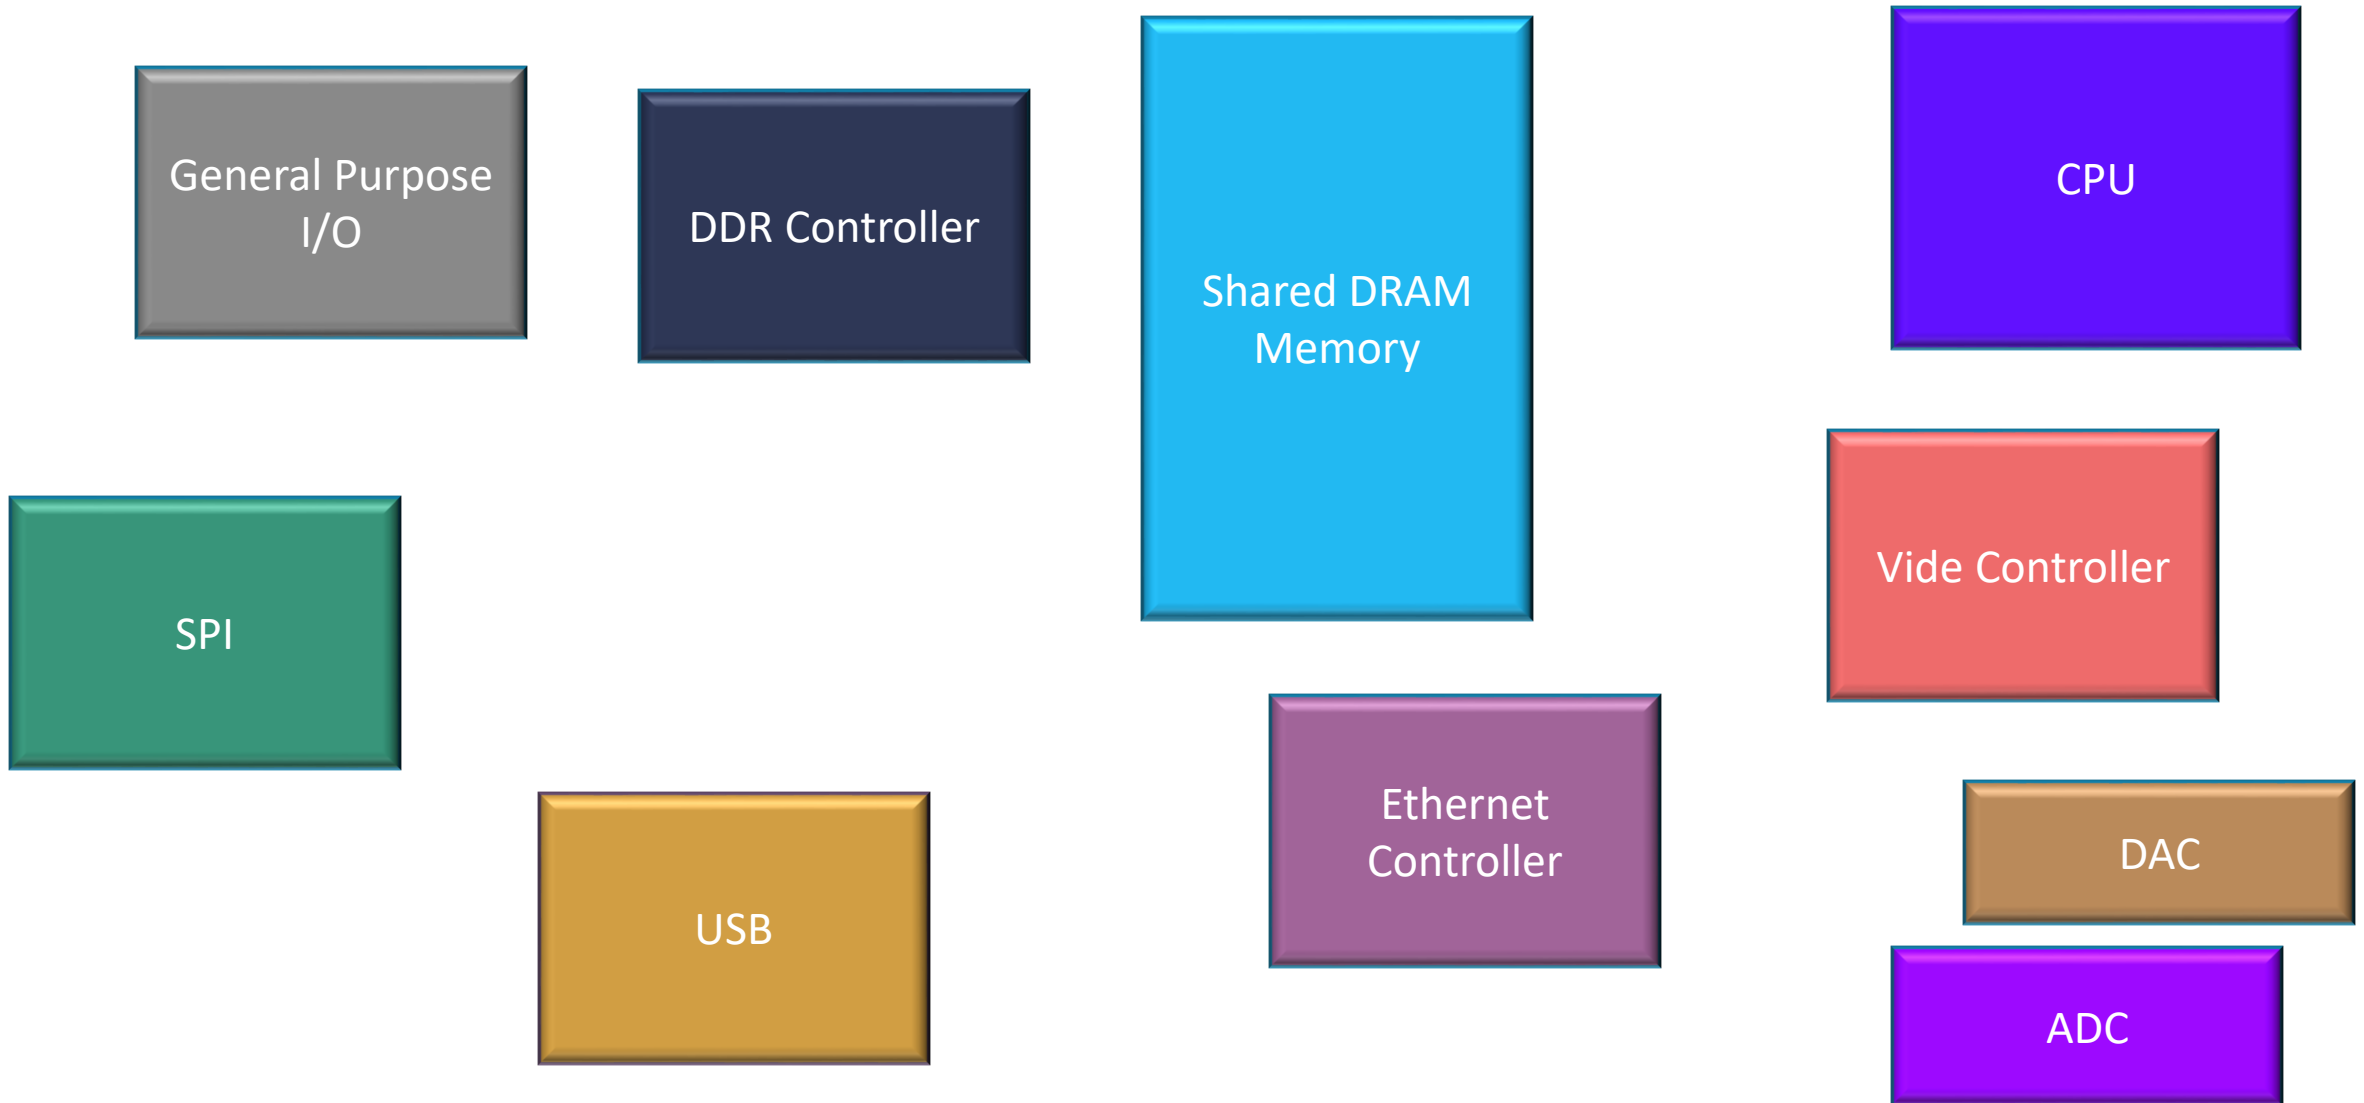 General Purpose
I/O
DDR Controller
Shared DRAM
Memory
CPU
SPI
Vide Controller
USB
Ethernet
Controller
DAC
ADC